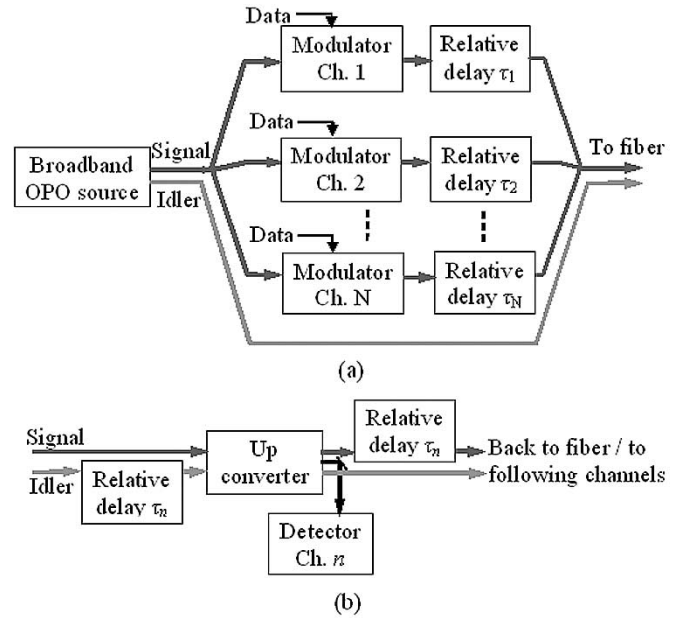 Data
Modulator
Ch. 1
Relative
delay τ1
Data
Signal
Broadband
OPO source
Idler
Modulator
Ch. 2
Relative
delay τ2
To fiber
Data
Modulator
Ch. N
Relative
delay τN
(a)
Signal
Idler
Relative
delay τn
Up
converter
Relative
delay τn
Back to fiber / to
following channels
Detector
Ch. n
(b)